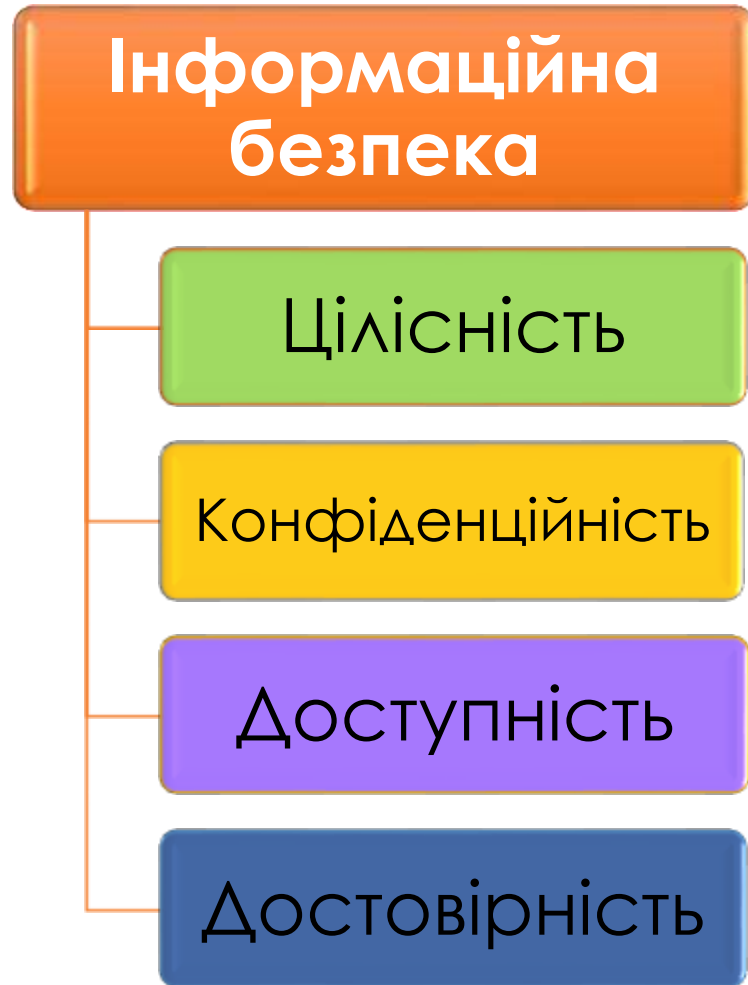 Інформаційна
безпека
Цілісність
Конфіденційність
Доступність
Достовірність